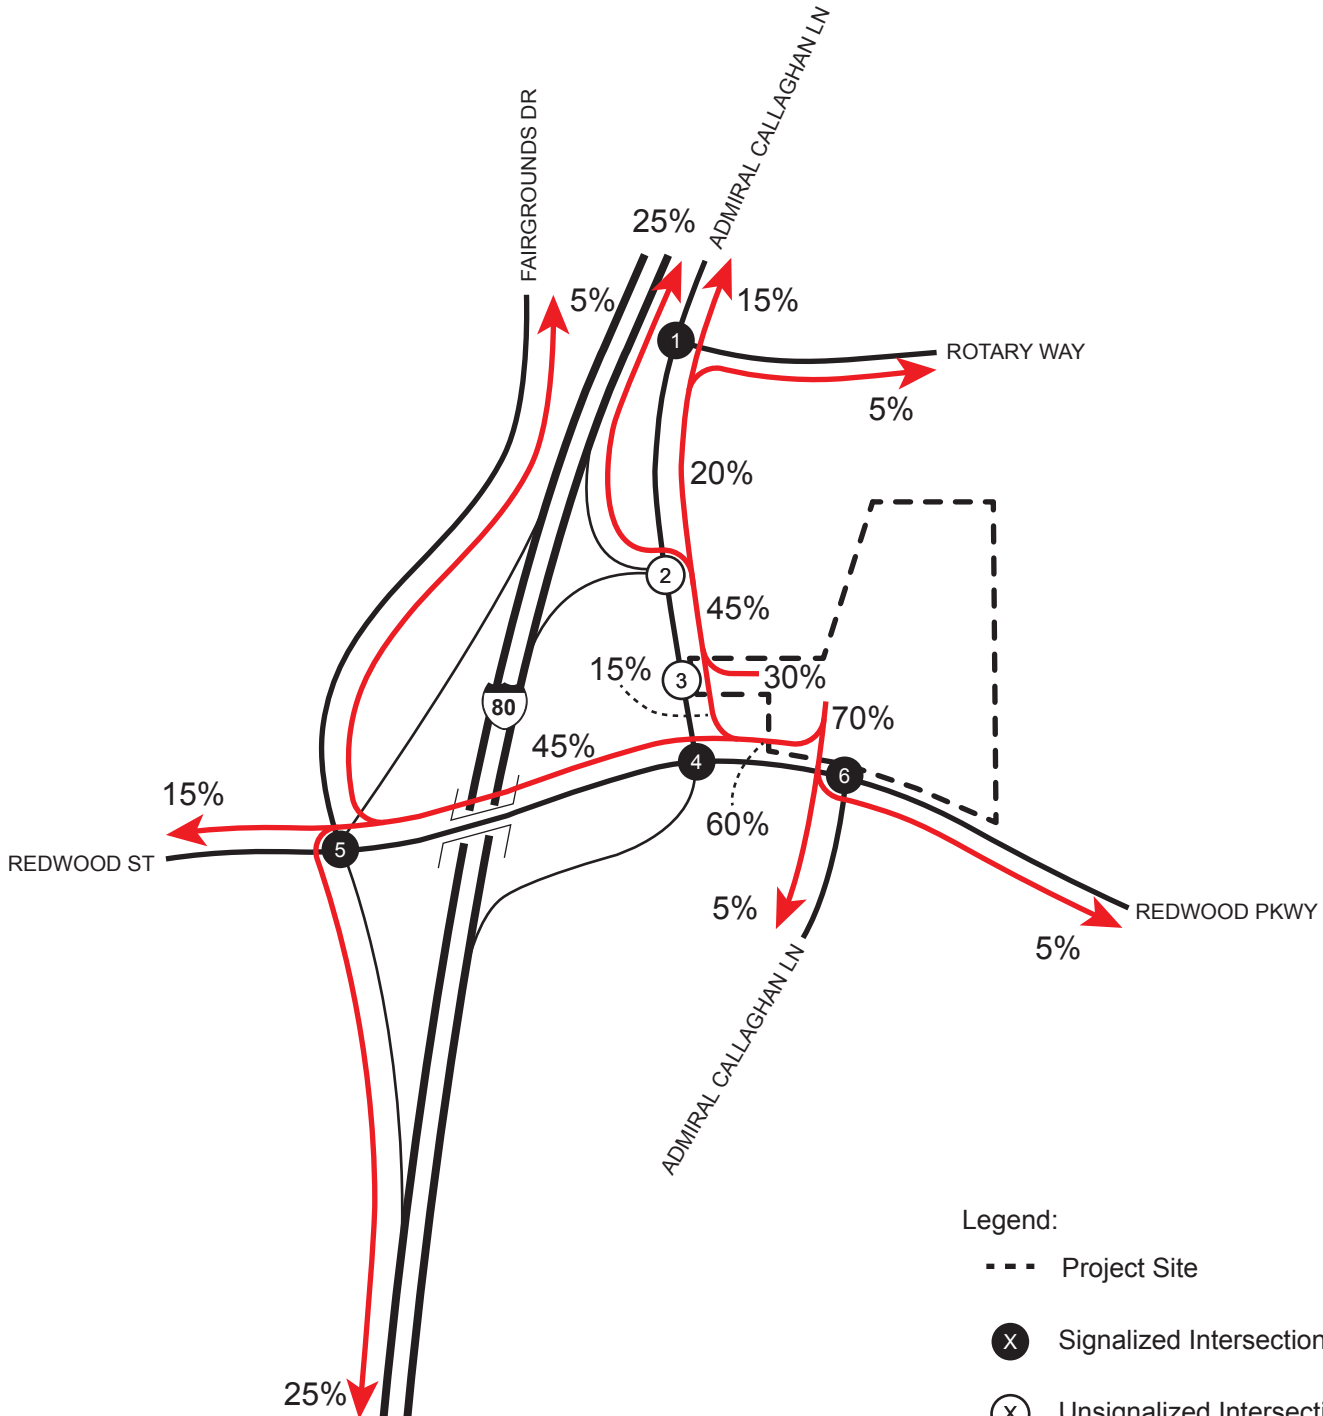 ADMIRAL CALLAGHAN LN
FAIRGROUNDS DR
25%
5%
15%
1
ROTARY WAY
5%
20%
2
45%
15%
3
30%
80
70%
45%
4
6
15%
60%
5
REDWOOD ST
5%
REDWOOD PKWY
5%
ADMIRAL CALLAGHAN LN
Legend:
Project Site
X Signalized Intersection
25%
X Unsignalized Intersecti